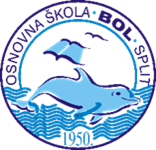 OSNOVNA ŠKOLA · BOL · SPLIT
1950.